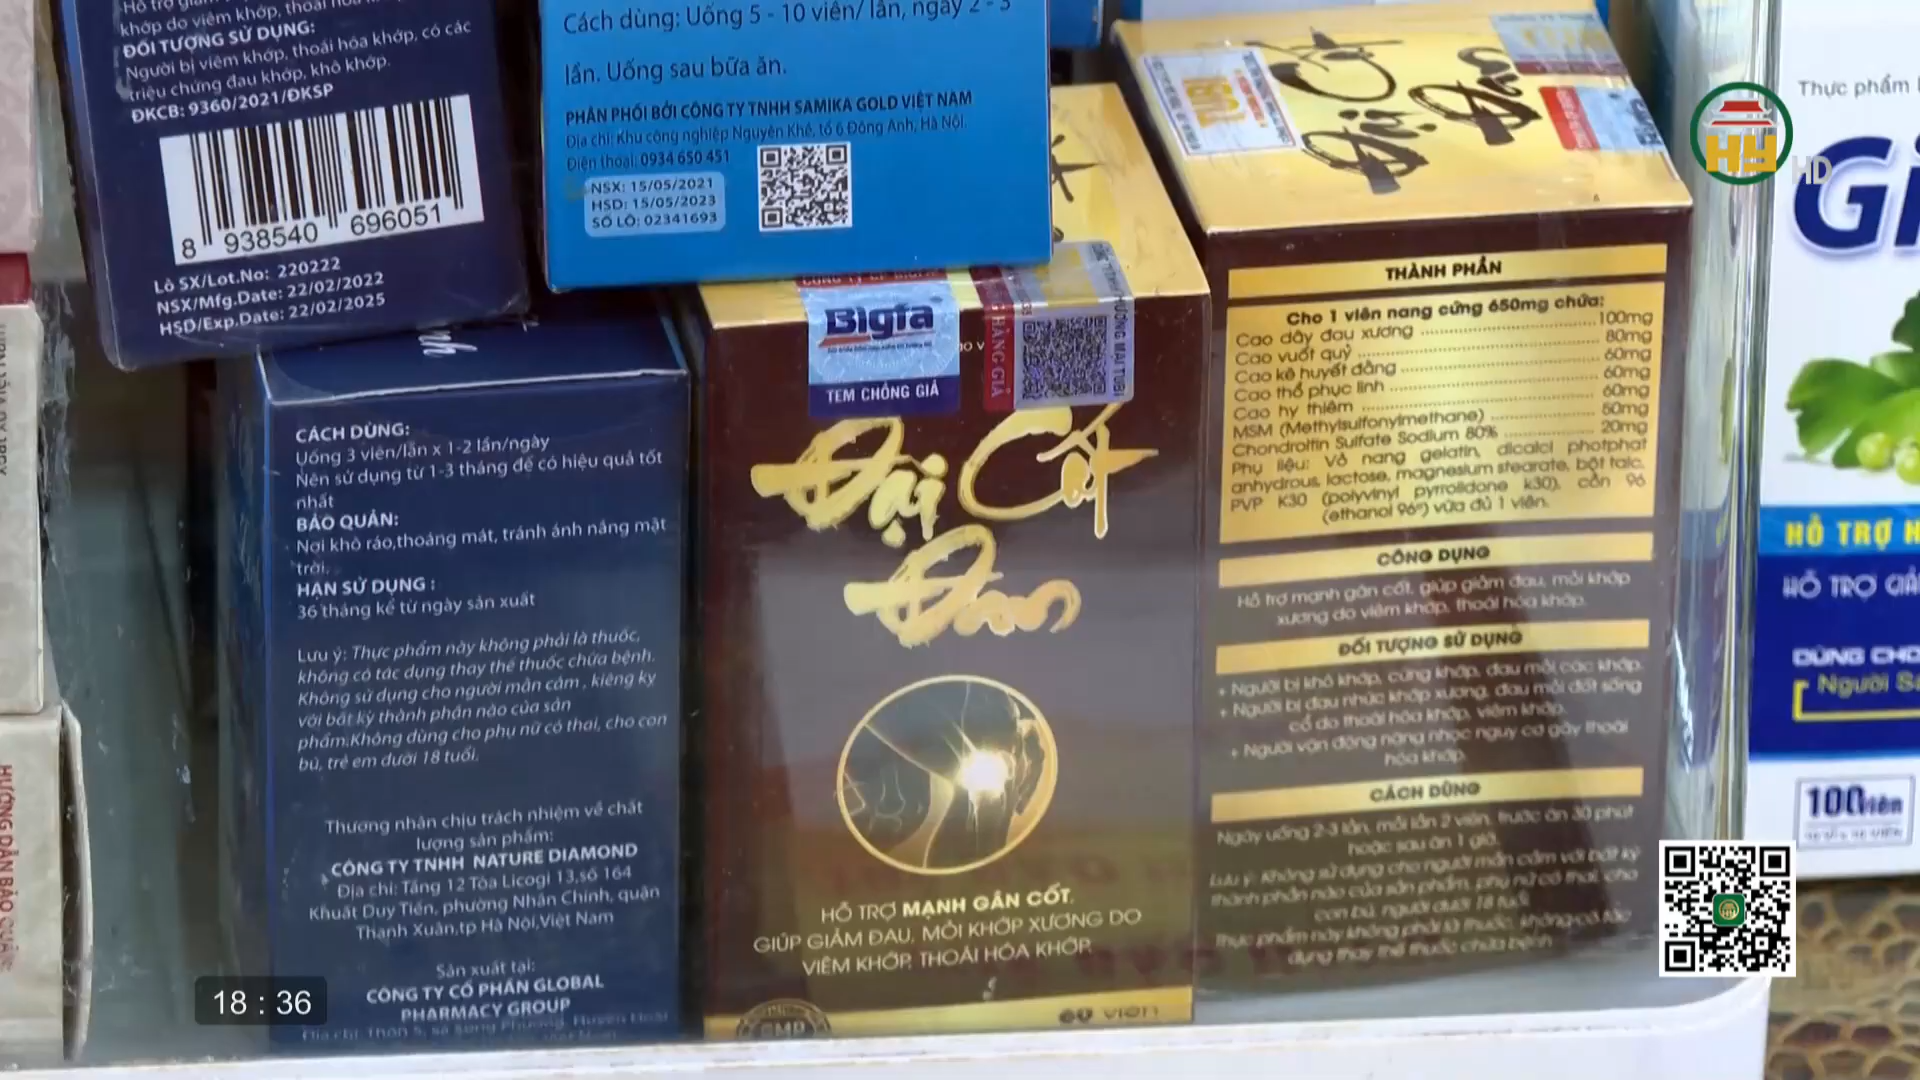 khớp do viêm khớp, thoái hóa
ĐỐI TƯỢNG SỬ DỤNG:
Người bị viêm khớp, thoái hóa khớp, có các
triệu chứng đau khớp, khô khớp.
ĐKCB: 9360/2021/ĐKSP
8 938540 696051
Lô SX/Lot.No: 220222
NSX/Mfg.Date: 22/02/2022
HSD/Exp.Date: 22/02/2025
Cách dùng: Uống 5 - 10 viên/ lần, ngày 2 - 3
lần. Uống sau bữa ăn.
PHÂN PHỐI BỞI CÔNG TY TNHH SAMIKA GOLD VIỆT NAM
Địa chỉ: Khu công nghiệp Nguyên Khê, tổ 6 Đông Anh, Hà Nội.
Điện thoại: 0934 650 451
NSX: 15/05/2021
HSD: 15/05/2023
SỐ LÔ: 02341693
Đại Cốt
Đan
HY HD
Thực phẩm
Gi
CÁCH DÙNG:
Uống 3 viên/lần x 1-2 lần/ngày
Nên sử dụng từ 1-3 tháng để có hiệu quả tốt
nhất
BẢO QUẢN:
Nơi khô ráo,thoáng mát, tránh ánh nắng mặt
trời.
HẠN SỬ DỤNG :
36 tháng kể từ ngày sản xuất
Lưu ý: Thực phẩm này không phải là thuốc,
không có tác dụng thay thế thuốc chữa bệnh.
Không sử dụng cho người mẫn cảm , kiêng kỵ
với bất kỳ thành phần nào của sản
phẩm.Không dùng cho phụ nữ có thai, cho con
bú, trẻ em dưới 18 tuổi.
Thương nhân chịu trách nhiệm về chất
lượng sản phẩm:
CÔNG TY TNHH NATURE DIAMOND
Địa chỉ: Tầng 12 Tòa Licogi 13,số 164
Khuất Duy Tiến, phường Nhân Chính, quận
Thanh Xuân,tp Hà Nội,Việt Nam
Sản xuất tại:
CÔNG TY CỔ PHẦN GLOBAL
PHARMACY GROUP
Bigfa
TEM CHỐNG GIẢ
HÀNG GIẢ
Đại Cốt
Đan
HỖ TRỢ MẠNH GÂN CỐT,
GIÚP GIẢM ĐAU, MỎI KHỚP XƯƠNG DO
VIÊM KHỚP, THOÁI HÓA KHỚP.
GMP
60 viên
THÀNH PHẦN
Cho 1 viên nang cứng 650mg chứa:
Cao dây đau xương 100mg
Cao vuốt quỷ 80mg
Cao kê huyết đằng 60mg
Cao thổ phục linh 60mg
Cao hy thiêm 60mg
MSM (Methylsulfonylmethane) 50mg
Chondroitin Sulfate Sodium 80% 20mg
Phụ liệu: Vỏ nang gelatin, dicalci photphat
anhydrous, lactose, magnesium stearate, bột talc,
PVP K30 (polyvinyl pyrrolidone k30), cồn 96
(ethanol 96º) vừa đủ 1 viên.
CÔNG DỤNG
Hỗ trợ mạnh gân cốt, giúp giảm đau, mỏi khớp
xương do viêm khớp, thoái hóa khớp.
ĐỐI TƯỢNG SỬ DỤNG
+ Người bị khô khớp, cứng khớp, đau mỏi các khớp.
+ Người bị đau nhức khớp xương, đau mỏi đốt sống
cổ do thoái hóa khớp, viêm khớp.
+ Người vận động nặng nhọc nguy cơ gây thoái
hóa khớp.
CÁCH DÙNG
Ngày uống 2-3 lần, mỗi lần 2 viên, trước ăn 30 phút
hoặc sau ăn 1 giờ.
Lưu ý: Không sử dụng cho người mẫn cảm với bất kỳ
thành phần nào của sản phẩm, phụ nữ có thai, cho
con bú, người dưới 18 tuổi.
Thực phẩm này không phải là thuốc, không có tác
dụng thay thế thuốc chữa bệnh
HỖ TRỢ
HỖ TRỢ GIẢ
DÙNG CHO
Người Sa
100 viên
HƯỚNG DẪN BẢO QUẢN
18 : 36